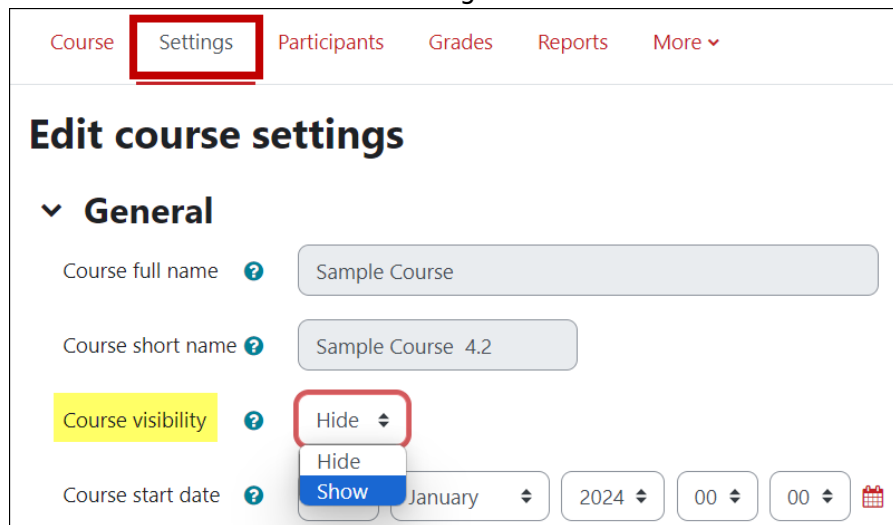 Course Settings Participants Grades Reports More
Edit course settings
General
Course full name ? Sample Course
Course short name ? Sample Course 4.2
Course visibility ? Hide
Hide
Show
Course start date ? January 2024 00 00